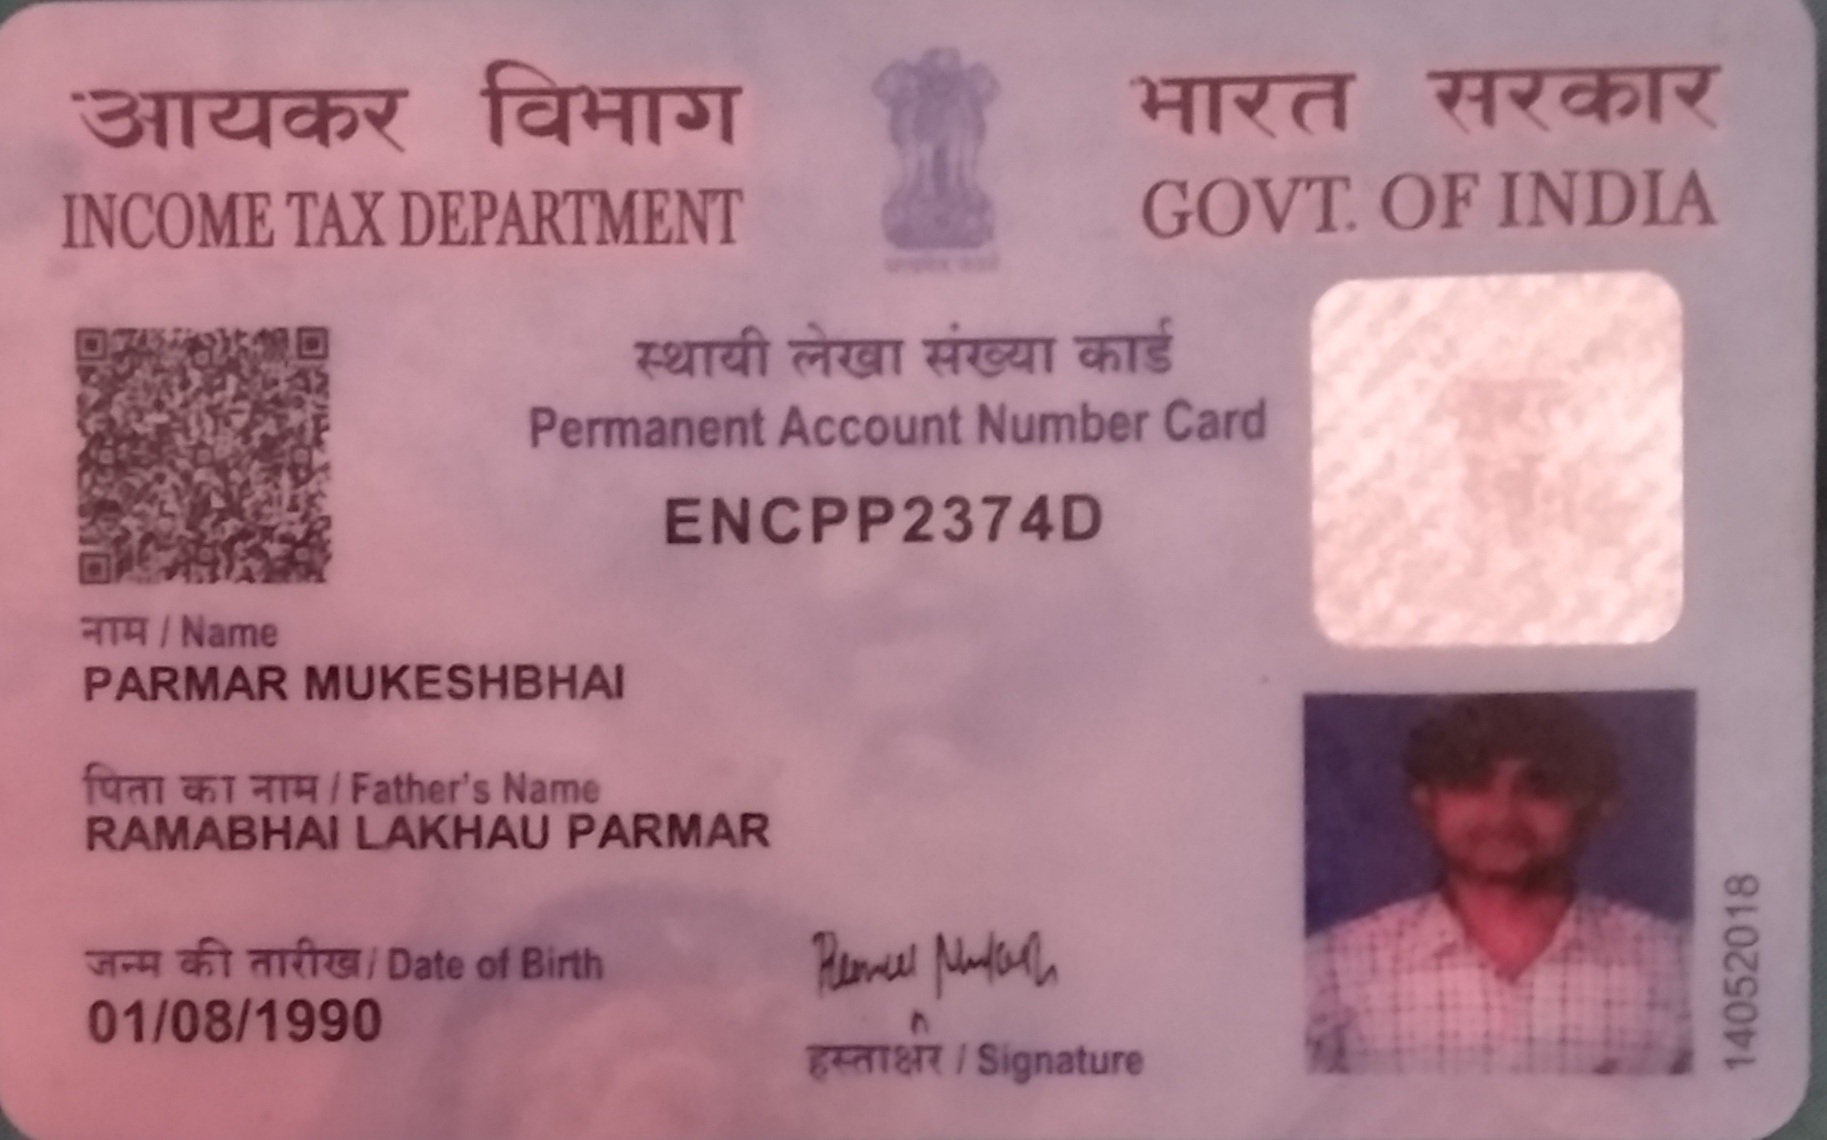 आयकर विभाग
INCOME TAX DEPARTMENT
भारत सरकार
GOVT. OF INDIA
स्थायी लेखा संख्या कार्ड
Permanent Account Number Card
ENCPP2374D
नाम / Name
PARMAR MUKESHBHAI
पिता का नाम / Father's Name
RAMABHAI LAKHAU PARMAR
जन्म की तारीख / Date of Birth
01/08/1990
हस्ताक्षर / Signature
14052018